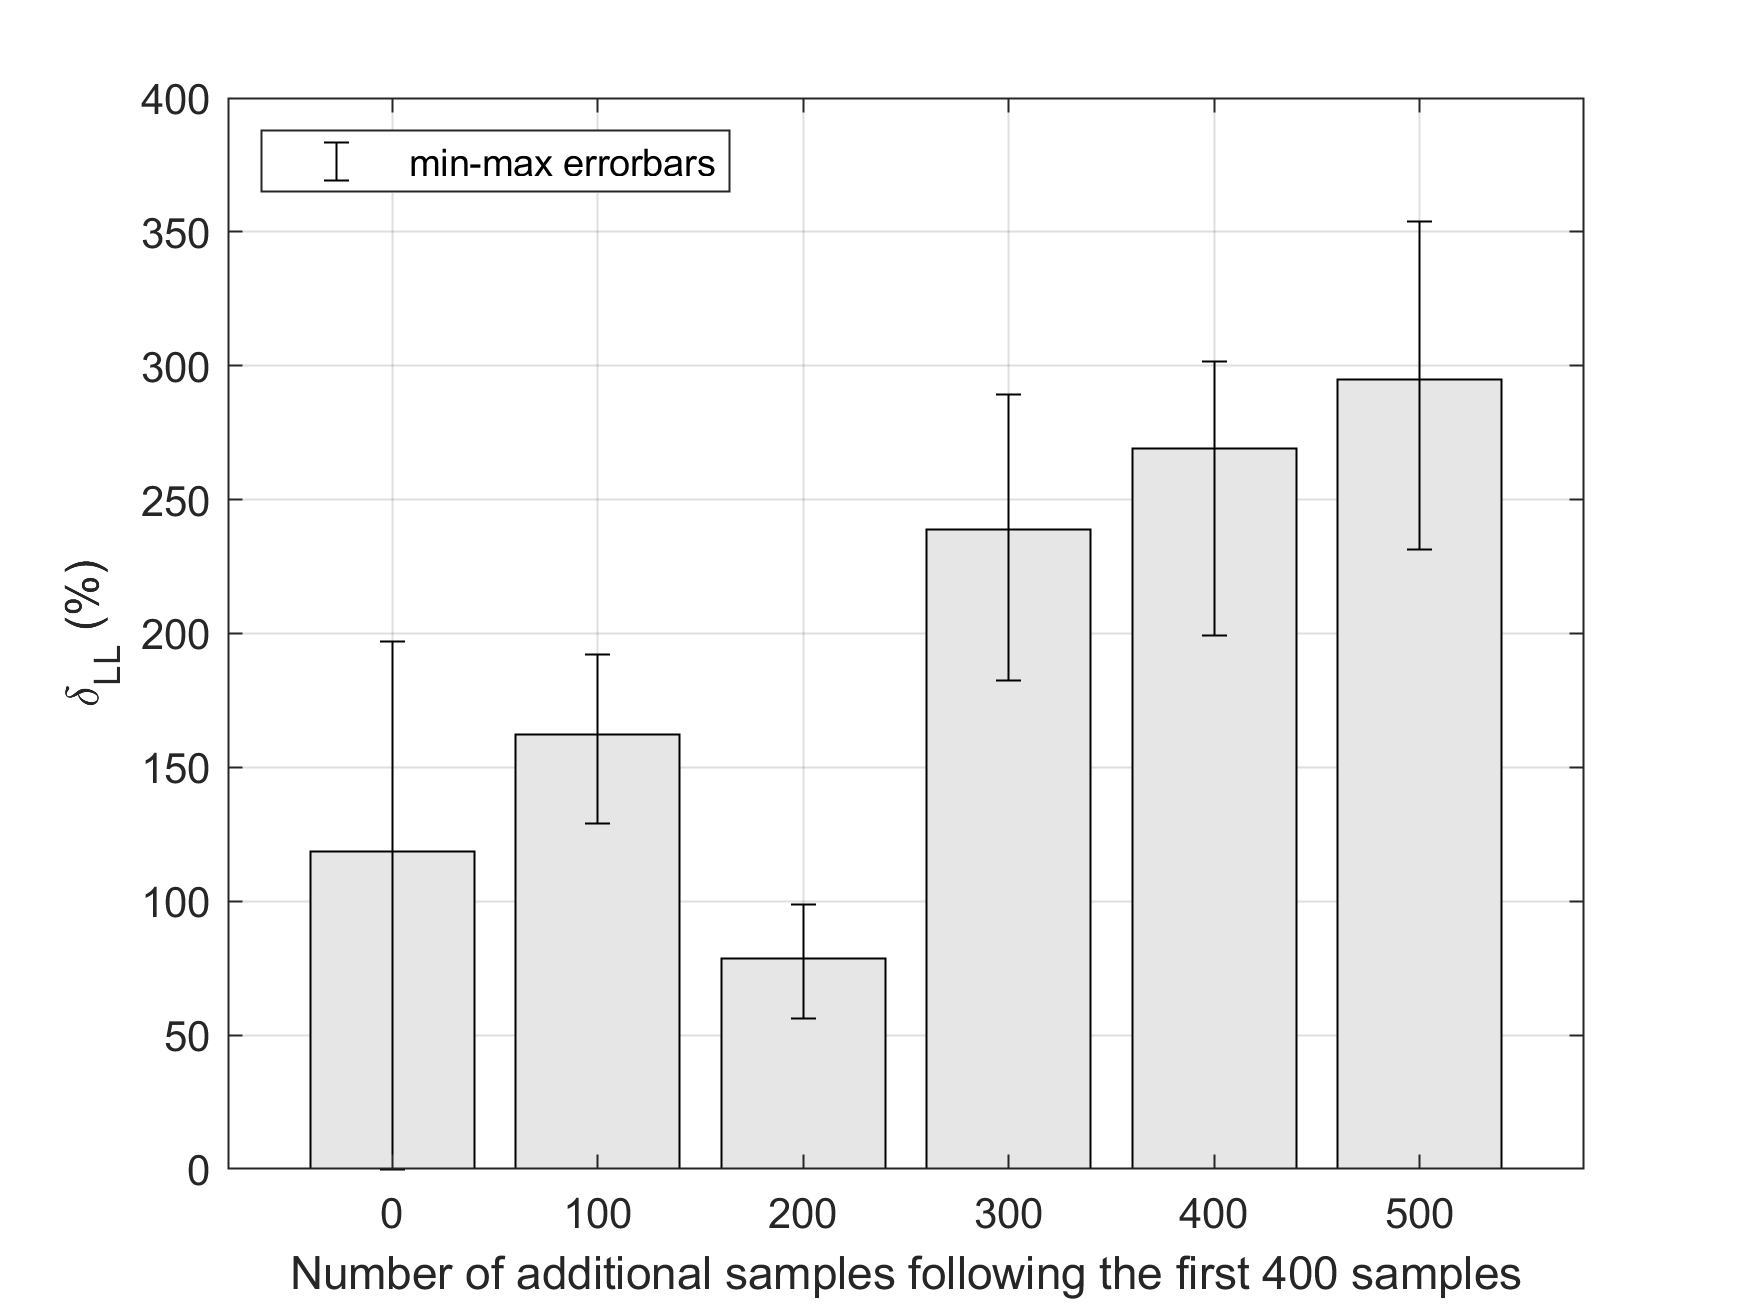 400
min-max errorbars
350
300
250
200
150
100
50
0
δLL (%)
0 100 200 300 400 500
Number of additional samples following the first 400 samples